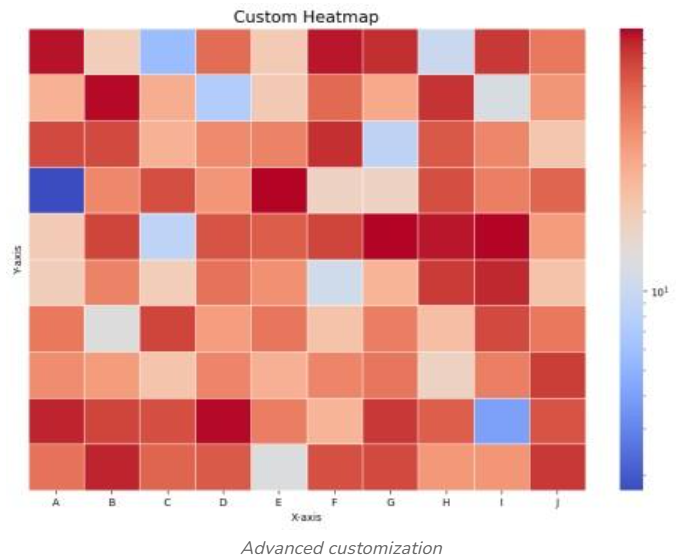 Custom Heatmap
Y-axis
10¹
A B C D E F G H I J
X-axis
Advanced customization